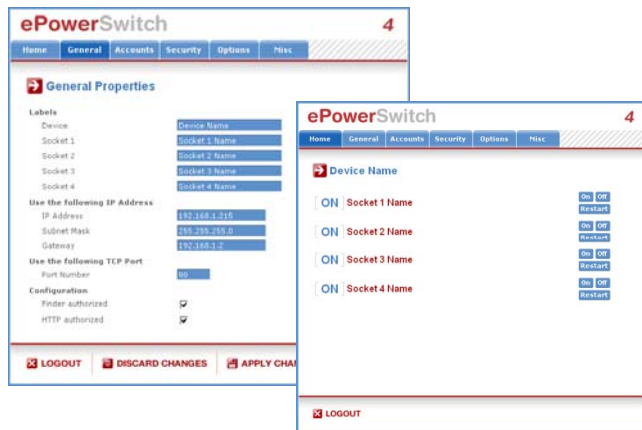 ePowerSwitch 4
Home General Accounts Security Options Misc
General Properties
Labels
Device Device Name
Socket 1 Socket 1 Name
Socket 2 Socket 2 Name
Socket 3 Socket 3 Name
Socket 4 Socket 4 Name
Use the following IP Address
IP Address 192.168.1.215
Subnet Mask 255.255.255.0
Gateway 192.168.1.2
Use the following TCP Port
Port Number 80
Configuration
Finder authorized
HTTP authorized
LOGOUT DISCARD CHANGES APPLY CHA
ePowerSwitch 4
Home General Accounts Security Options Misc
Device Name
ON Socket 1 Name On Off
Restart
ON Socket 2 Name On Off
Restart
ON Socket 3 Name On Off
Restart
ON Socket 4 Name On Off
Restart
LOGOUT